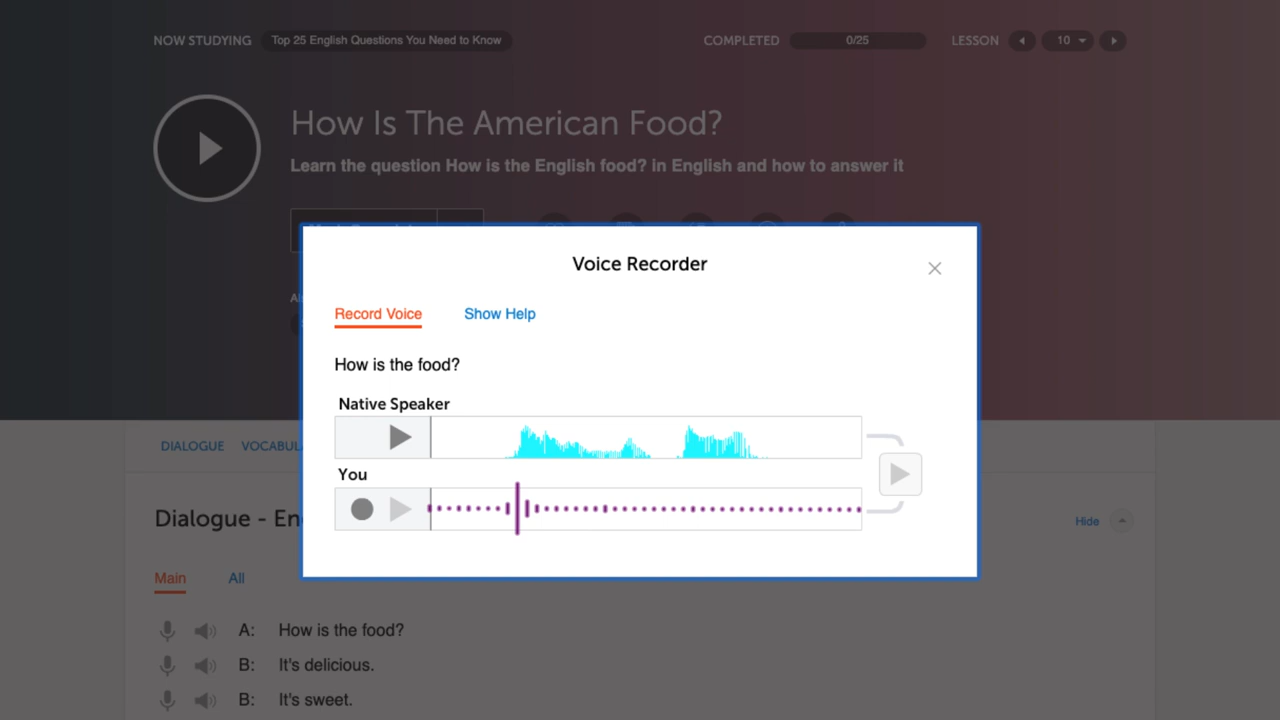 NOW STUDYING Top 25 English Questions You Need to Know COMPLETED 0/25 LESSON 10
How Is The American Food?
Learn the question How is the English food? in English and how to answer it
Voice Recorder
Record Voice Show Help
How is the food?
Native Speaker
You
DIALOGUE
Dialogue -
Hide
Main All
A: How is the food?
B: It's delicious.
B: It's sweet.